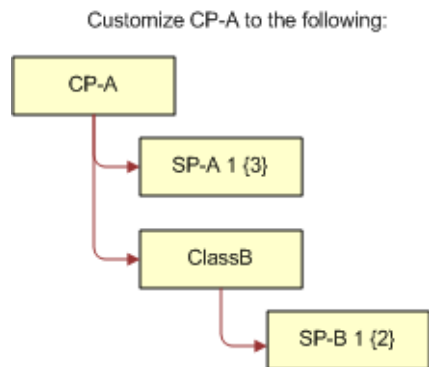 Customize CP-A to the following:
CP-A
SP-A 1 {3}
ClassB
SP-B 1 {2}